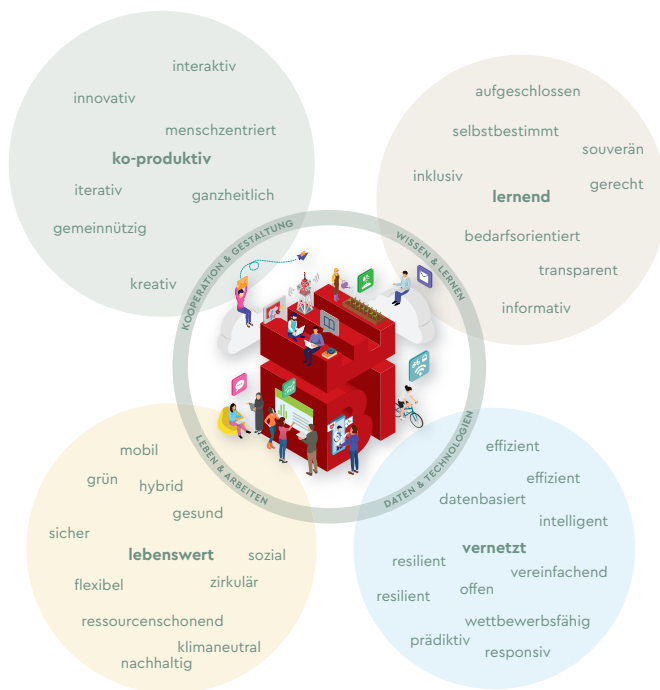 interaktiv
innovativ
menschzentriert
ko-produktiv
iterativ
ganzheitlich
gemeinnützig
kreativ
aufgeschlossen
selbstbestimmt
souverän
inklusiv
gerecht
lernend
bedarfsorientiert
transparent
informativ
KOOPERATION & GESTALTUNG
WISSEN & LERNEN
LEBEN & ARBEITEN
DATEN & TECHNOLOGIEN
mobil
grün
hybrid
gesund
sicher
lebenswert
sozial
flexibel
zirkulär
ressourcenschonend
klimaneutral
nachhaltig
effizient
effizient
datenbasiert
intelligent
vernetzt
resilient
vereinfachend
offen
resilient
wettbewerbsfähig
prädiktiv
responsiv